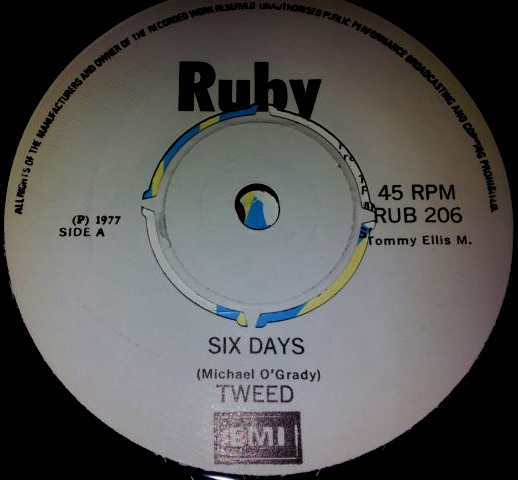 ALL RIGHTS OF THE MANUFACTURERS AND OWNER OF THE RECORDED WORK RESERVED UNAUTHORISED PUBLIC PERFORMANCE BROADCASTING AND COPYING PROHIBITED
Ruby
(P) 1977
SIDE A
45 RPM
RUB 206
Tommy Ellis M.
SIX DAYS
(Michael O'Grady)
TWEED
EMI